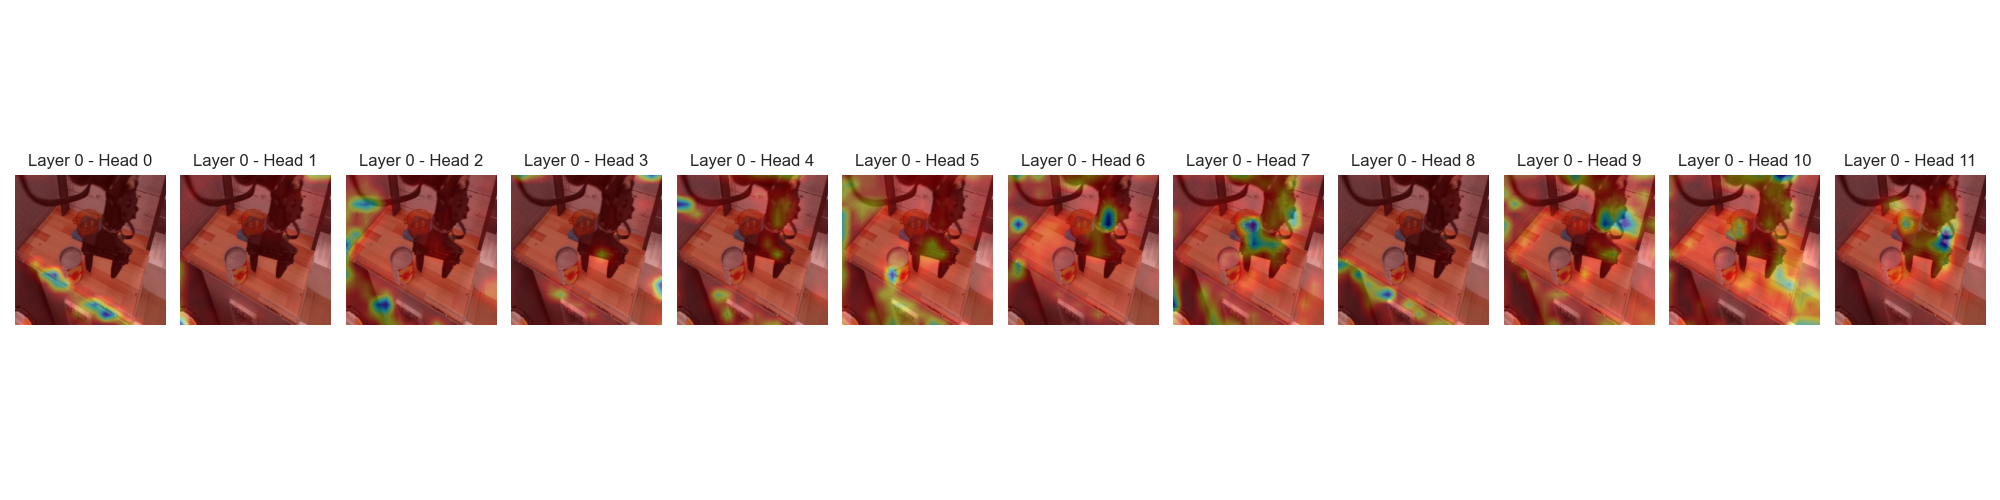 Layer 0 - Head 0
Layer 0 - Head 1
Layer 0 - Head 2
Layer 0 - Head 3
Layer 0 - Head 4
Layer 0 - Head 5
Layer 0 - Head 6
Layer 0 - Head 7
Layer 0 - Head 8
Layer 0 - Head 9
Layer 0 - Head 10
Layer 0 - Head 11